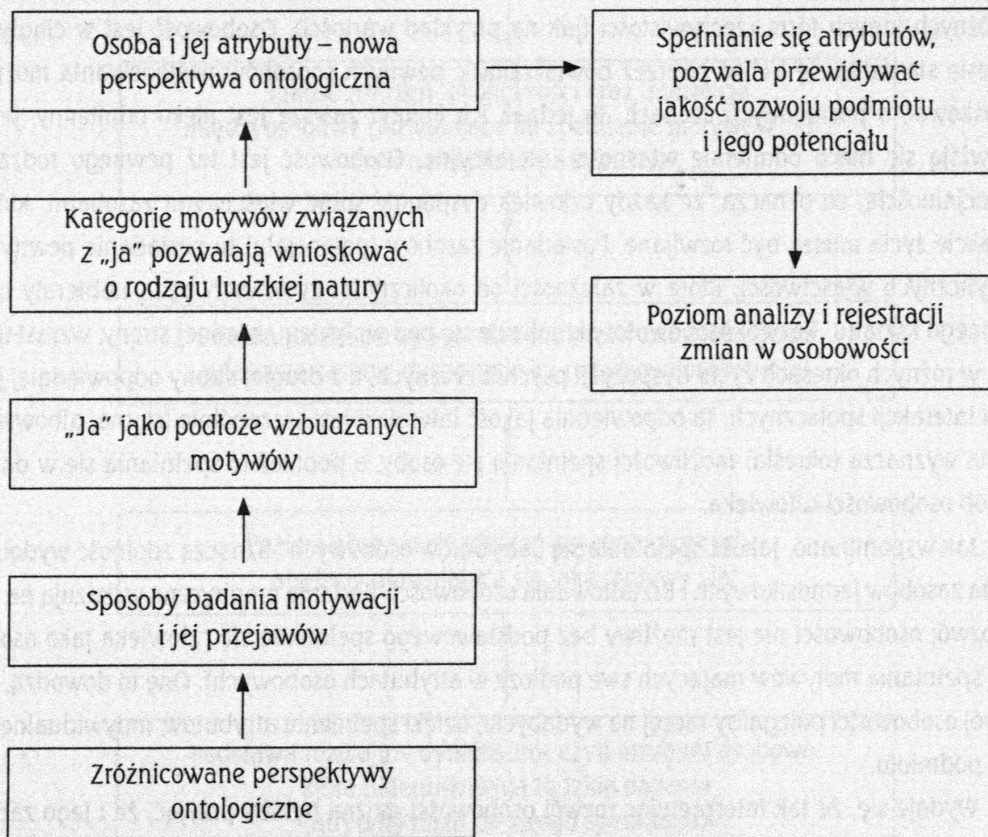 Osoba i jej atrybuty – nowa
perspektywa ontologiczna
Spełnianie się atrybutów,
pozwala przewidywać
jakość rozwoju podmiotu
i jego potencjału
Kategorie motywów związanych
z „Ja” pozwalają wnioskować
o rodzaju ludzkiej natury
Poziom analizy i rejestracji
zmian w osobowości
„Ja” jako podłoże wzbudzanych
motywów
Sposoby badania motywacji
i jej przejawów
Zróżnicowane perspektywy
ontologiczne